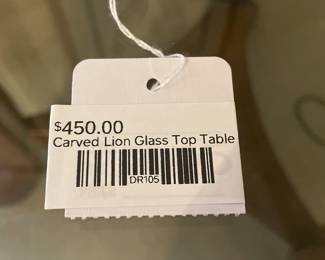 $450.00
Carved Lion Glass Top Table
DR105